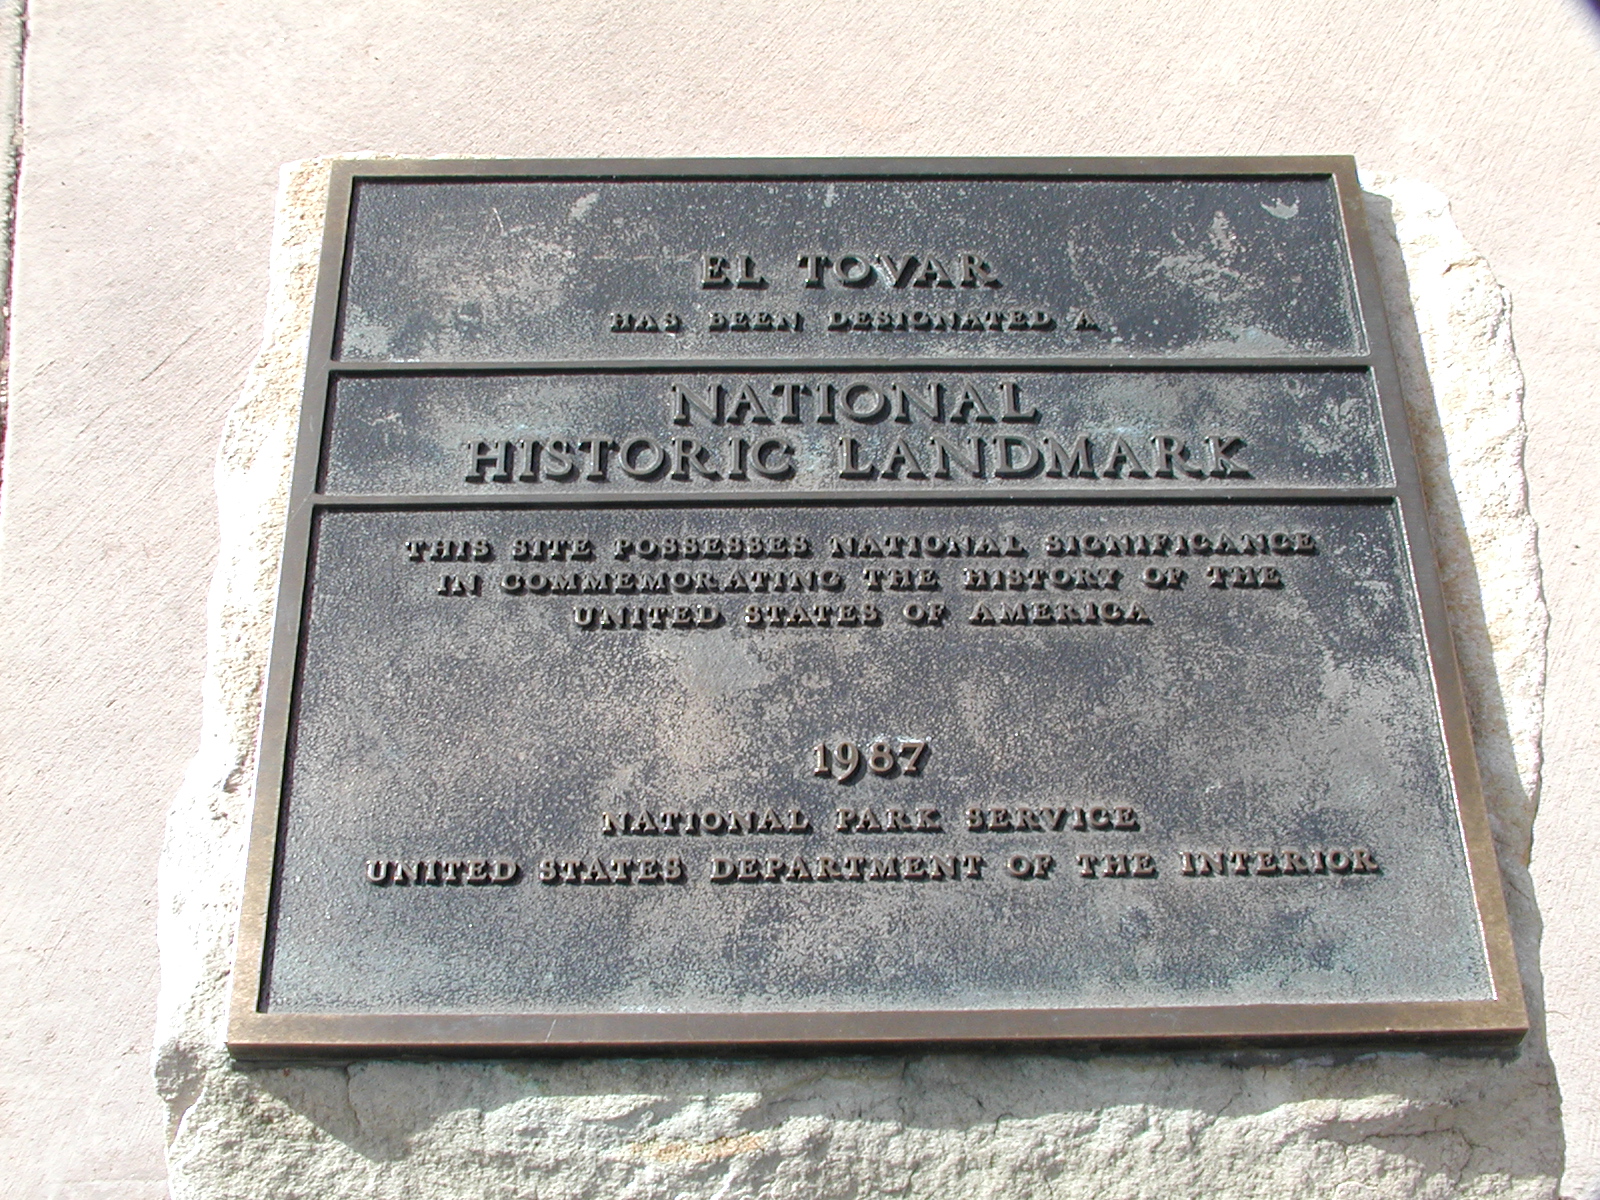 EL TOVAR
HAS BEEN DESIGNATED A
NATIONAL
HISTORIC LANDMARK
THIS SITE POSSESSES NATIONAL SIGNIFICANCE
IN COMMEMORATING THE HISTORY OF THE
UNITED STATES OF AMERICA
1987
NATIONAL PARK SERVICE
UNITED STATES DEPARTMENT OF THE INTERIOR